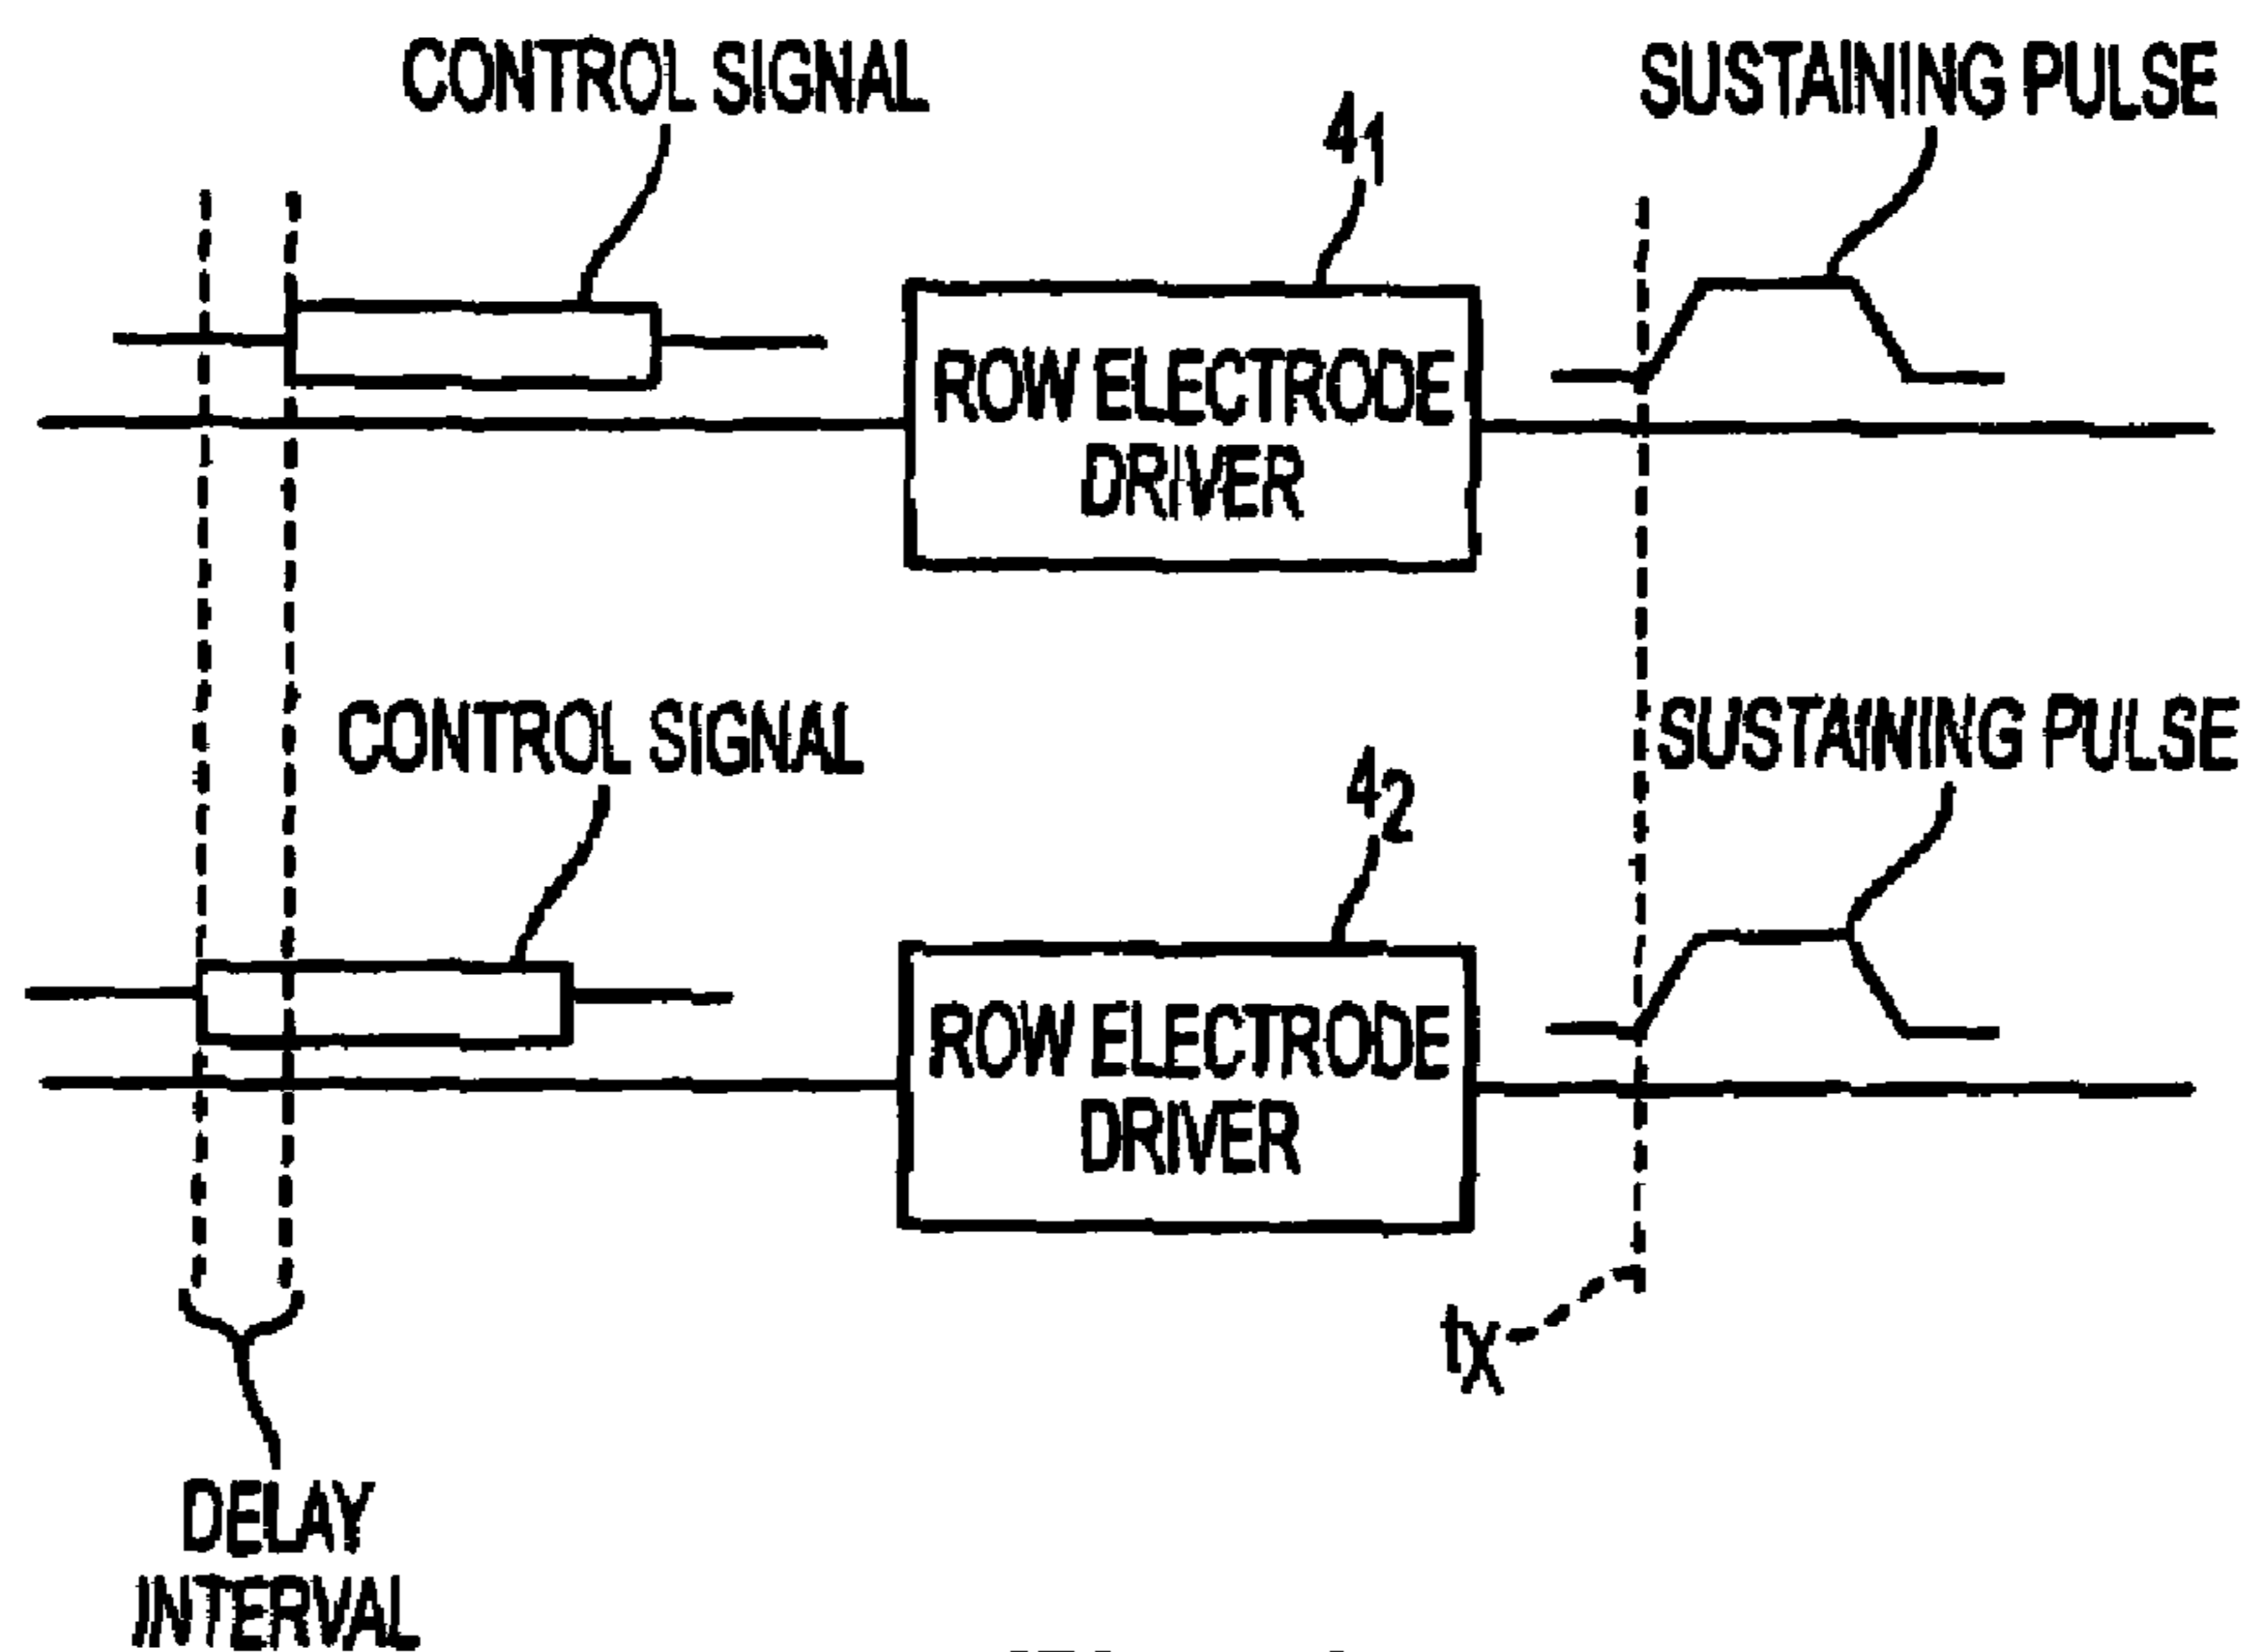 CONTROL SIGNAL
SUSTAINING PULSE
41
ROW ELECTRODE
DRIVER
CONTROL SIGNAL
SUSTAINING PULSE
42
ROW ELECTRODE
DRIVER
tx
DELAY
INTERVAL